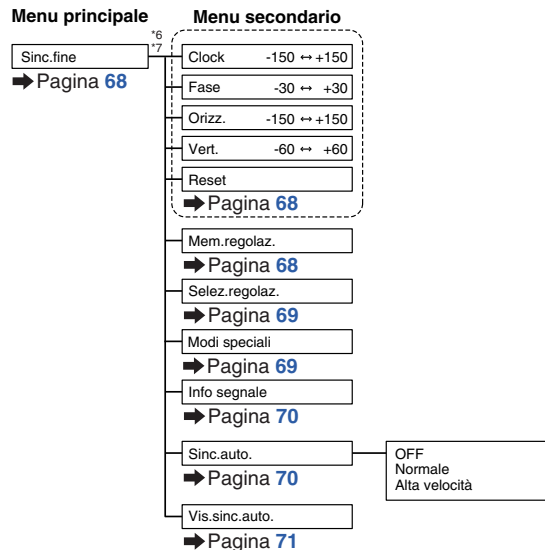 Menu principale
Menu secondario
*6
*7
Sinc.fine
➡ Pagina 68
Clock -150 ↔ +150
Fase -30 ↔ +30
Orizz. -150 ↔ +150
Vert. -60 ↔ +60
Reset
➡ Pagina 68
Mem.regolaz.
➡ Pagina 68
Selez.regolaz.
➡ Pagina 69
Modi speciali
➡ Pagina 69
Info segnale
➡ Pagina 70
Sinc.auto.
➡ Pagina 70
OFF
Normale
Alta velocità
Vis.sinc.auto.
➡ Pagina 71